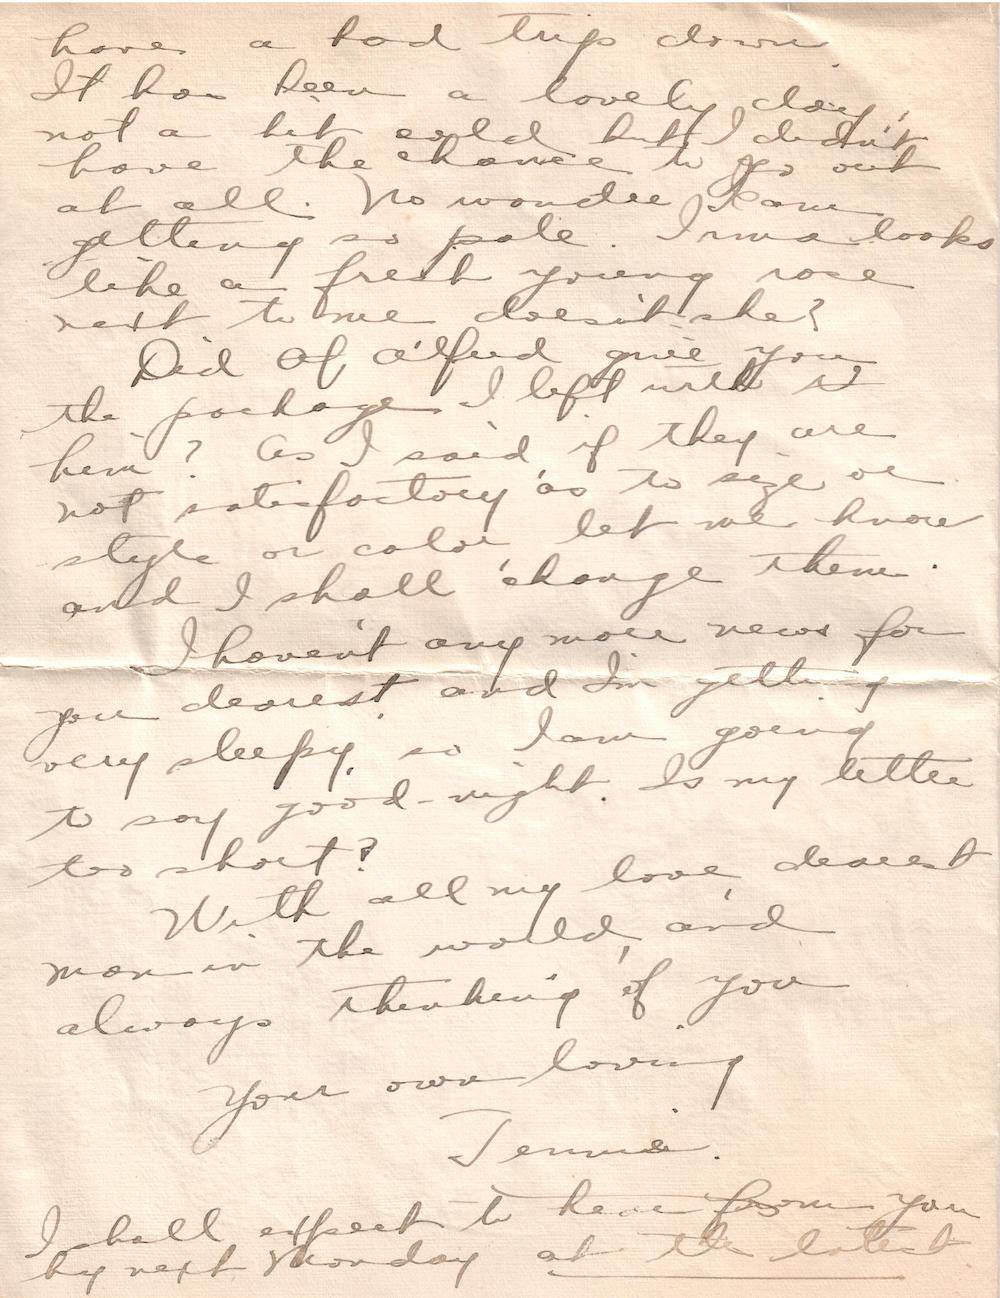 have a bad trip down.
It has been a lovely day,
not a bit cold but I didn't
have the chance to go out
at all. No wonder I am
getting so pale. Irma looks
like a fresh young rose
next to me doesn't she?
Did Alfred give you
the package I left with
him? As I said, if they are
not satisfactory as to size or
style or color, let me know
and I shall change them.
I haven't any more news for
you dearest, and I'm getting
very sleepy, so I am going
to say good-night. Is my letter
too short?
With all my love, dearest
man in the world, and
always thinking of you
Your own loving
Jennie.
I shall expect to hear from you
by next Monday at the latest